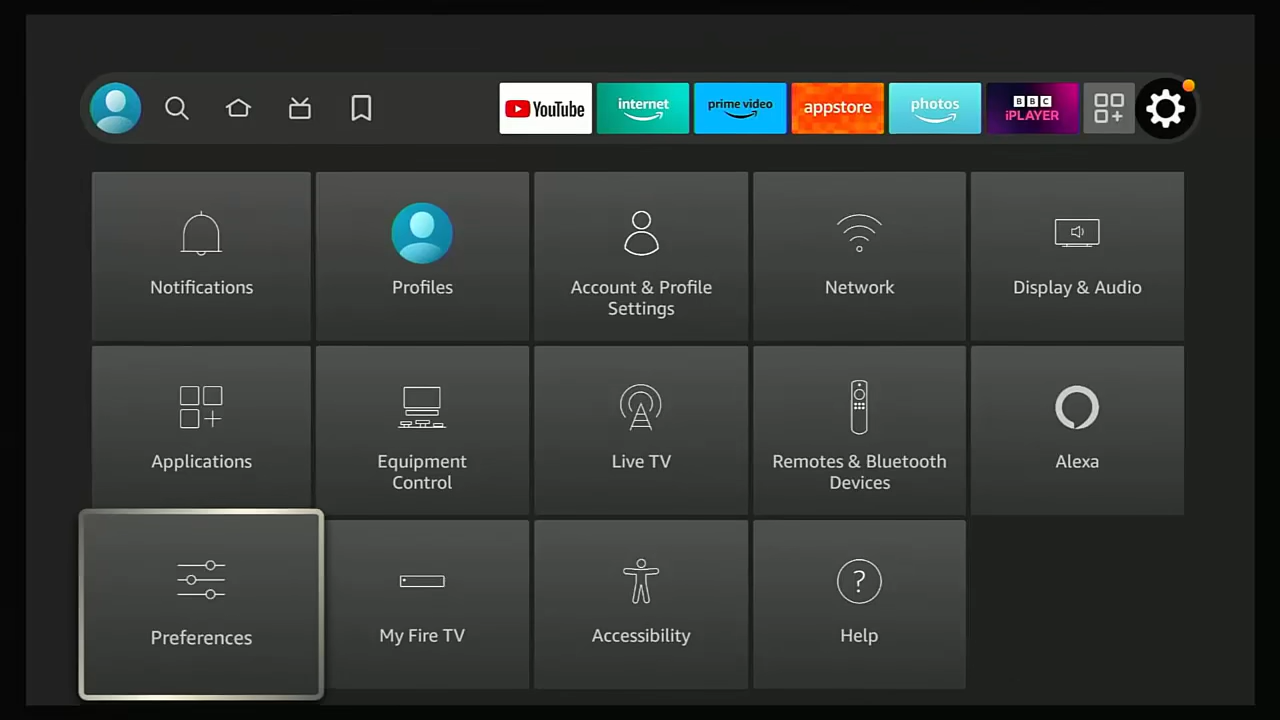 YouTube
internet
prime video
appstore
photos
BBC
iPLAYER
Notifications
Profiles
Account & Profile
Settings
Network
Display & Audio
Applications
Equipment
Control
Live TV
Remotes & Bluetooth
Devices
Alexa
Preferences
My Fire TV
Accessibility
?
Help